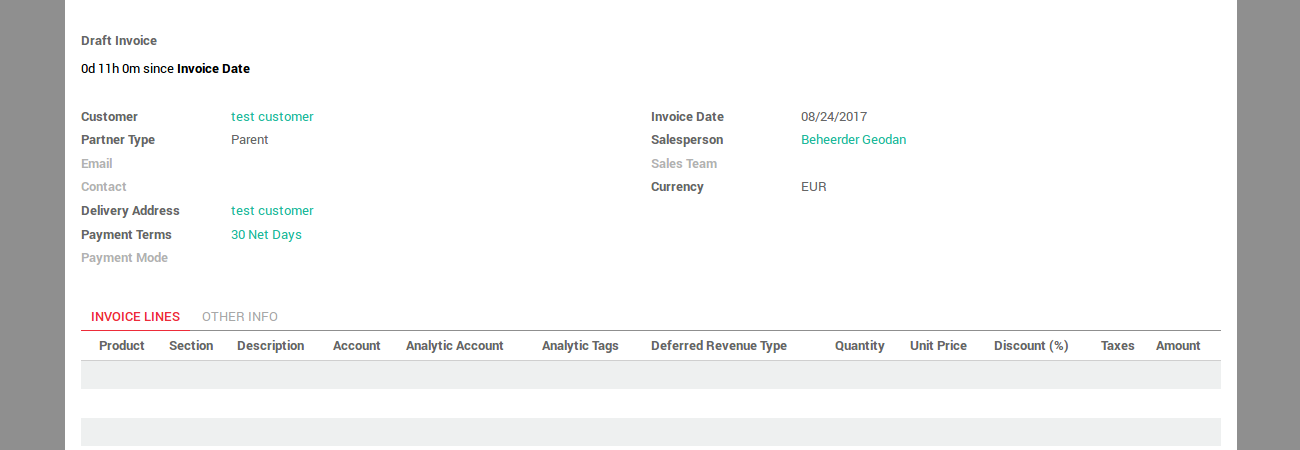 Draft Invoice
0d 11h 0m since Invoice Date
Customer test customer Invoice Date 08/24/2017
Partner Type Parent Salesperson Beheerder Geodan
Email Sales Team
Contact Currency EUR
Delivery Address test customer
Payment Terms 30 Net Days
Payment Mode
INVOICE LINES OTHER INFO
Product Section Description Account Analytic Account Analytic Tags Deferred Revenue Type Quantity Unit Price Discount (%) Taxes Amount